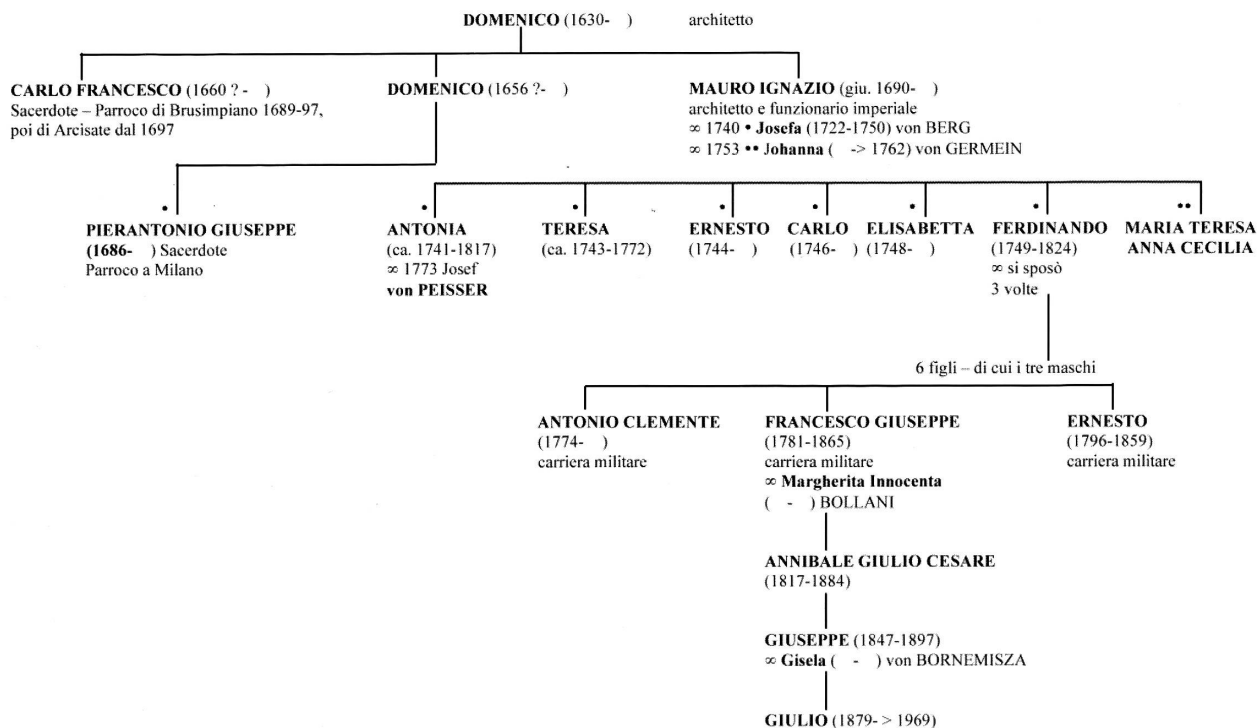 DOMENICO (1630- ) architetto
CARLO FRANCESCO (1660 ? - )
Sacerdote – Parroco di Brusimpiano 1689-97,
poi di Arcisate dal 1697
DOMENICO (1656 ?- )
MAURO IGNAZIO (giu. 1690- )
architetto e funzionario imperiale
∞ 1740 • Josefa (1722-1750) von BERG
∞ 1753 •• Johanna ( -> 1762) von GERMEIN
•
PIERANTONIO GIUSEPPE
(1686- ) Sacerdote
Parroco a Milano
•
ANTONIA
(ca. 1741-1817)
∞ 1773 Josef
von PEISSER
•
TERESA
(ca. 1743-1772)
•
ERNESTO
(1744- )
•
CARLO
(1746- )
•
ELISABETTA
(1748- )
•
FERDINANDO
(1749-1824)
∞ si sposò
3 volte
••
MARIA TERESA
ANNA CECILIA
6 figli – di cui i tre maschi
ANTONIO CLEMENTE
(1774- )
carriera militare
FRANCESCO GIUSEPPE
(1781-1865)
carriera militare
∞ Margherita Innocenta
( - ) BOLLANI
ERNESTO
(1796-1859)
carriera militare
ANNIBALE GIULIO CESARE
(1817-1884)
GIUSEPPE (1847-1897)
∞ Gisela ( - ) von BORNEMISZA
GIULIO (1879- > 1969)